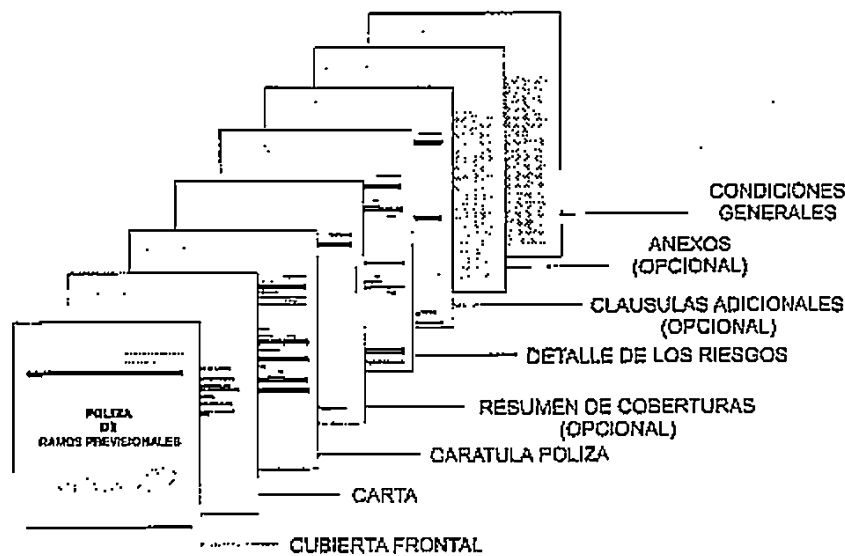 CONDICIONES
GENERALES
ANEXOS
(OPCIONAL)
CLAUSULAS ADICIONALES
(OPCIONAL)
DETALLE DE LOS RIESGOS
RESUMEN DE COBERTURAS
(OPCIONAL)
CARATULA POLIZA
CARTA
CUBIERTA FRONTAL
POLIZA
DE
RAMOS PREVISIONALES